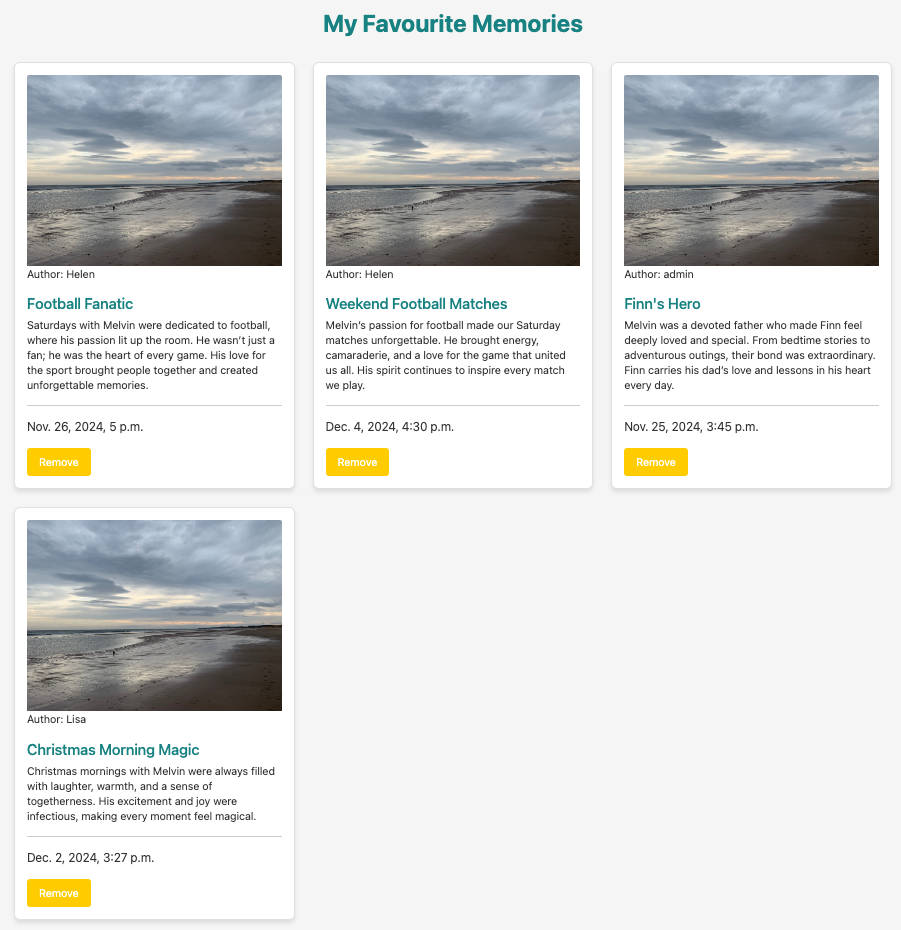 My Favourite Memories
Author: Helen
Football Fanatic
Saturdays with Melvin were dedicated to football,
where his passion lit up the room. He wasn’t just a
fan; he was the heart of every game. His love for
the sport brought people together and created
unforgettable memories.
Nov. 26, 2024, 5 p.m.
Remove
Author: Helen
Weekend Football Matches
Melvin’s passion for football made our Saturday
matches unforgettable. He brought energy,
camaraderie, and a love for the game that united
us all. His spirit continues to inspire every match
we play.
Dec. 4, 2024, 4:30 p.m.
Remove
Author: admin
Finn's Hero
Melvin was a devoted father who made Finn feel
deeply loved and special. From bedtime stories to
adventurous outings, their bond was extraordinary.
Finn carries his dad’s love and lessons in his heart
every day.
Nov. 25, 2024, 3:45 p.m.
Remove
Author: Lisa
Christmas Morning Magic
Christmas mornings with Melvin were always filled
with laughter, warmth, and a sense of
togetherness. His excitement and joy were
infectious, making every moment feel magical.
Dec. 2, 2024, 3:27 p.m.
Remove